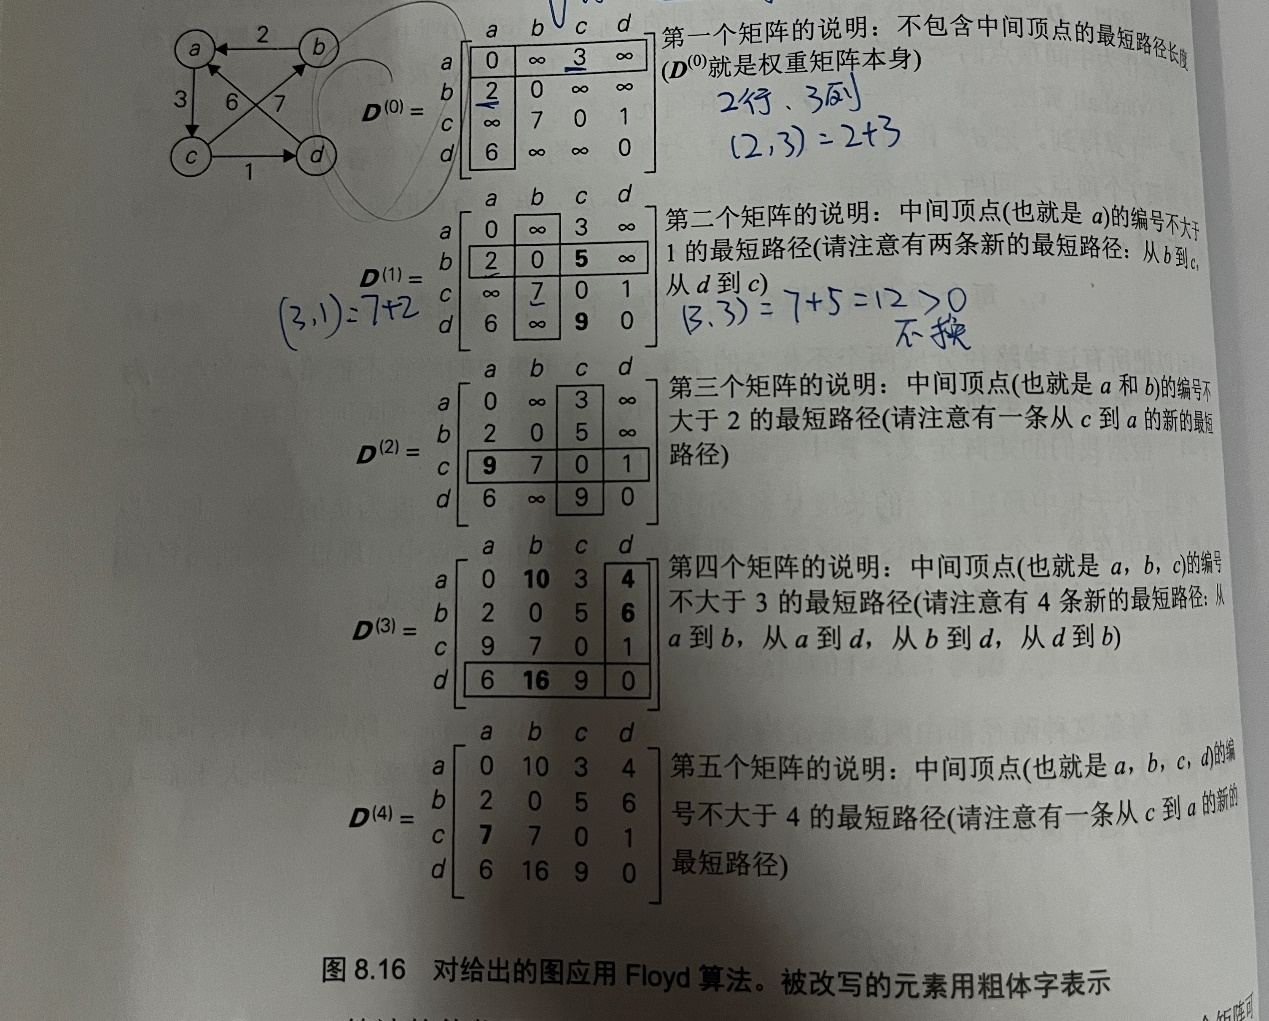 a 2 b
3 6 7
c 1 d
a b c d
a 0 ∞ 3 ∞
b 2 0 ∞ ∞
D(0) =
c ∞ 7 0 1
d 6 ∞ ∞ 0
第一个矩阵的说明：不包含中间顶点的最短路径长度
(D(0)就是权重矩阵本身)
2行、3列
(2,3)=2+3
a b c d
a 0 ∞ 3 ∞
b 2 0 5 ∞
D(1) =
c ∞ 7 0 1
d 6 ∞ 9 0
第二个矩阵的说明：中间顶点(也就是 a)的编号不大于
1 的最短路径(请注意有两条新的最短路径：从 b 到 c,
从 d 到 c)
(3,1)=7+2
(3,3)=7+5=12>0
不换
a b c d
a 0 ∞ 3 ∞
b 2 0 5 ∞
D(2) =
c 9 7 0 1
d 6 ∞ 9 0
第三个矩阵的说明：中间顶点(也就是 a 和 b)的编号不
大于 2 的最短路径(请注意有一条从 c 到 a 的新的最短
路径)
a b c d
a 0 10 3 4
b 2 0 5 6
D(3) =
c 9 7 0 1
d 6 16 9 0
第四个矩阵的说明：中间顶点(也就是 a，b，c)的编号
不大于 3 的最短路径(请注意有 4 条新的最短路径：从
a 到 b，从 a 到 d，从 b 到 d，从 d 到 b)
a b c d
a 0 10 3 4
b 2 0 5 6
D(4) =
c 7 7 0 1
d 6 16 9 0
第五个矩阵的说明：中间顶点(也就是 a，b，c，d)的编
号不大于 4 的最短路径(请注意有一条从 c 到 a 的新的
最短路径)
图 8.16 对给出的图应用 Floyd 算法。被改写的元素用粗体字表示